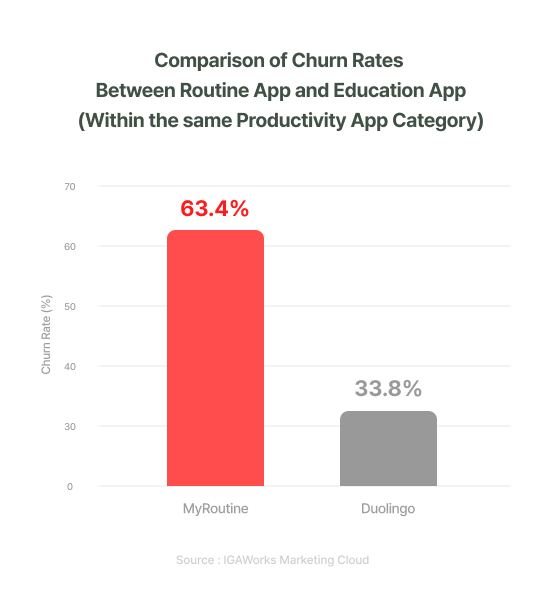 Comparison of Churn Rates
Between Routine App and Education App
(Within the same Productivity App Category)
70
63.4%
60
50
Churn Rate (%)
40
33.8%
30
0
MyRoutine Duolingo
Source : IGAWorks Marketing Cloud